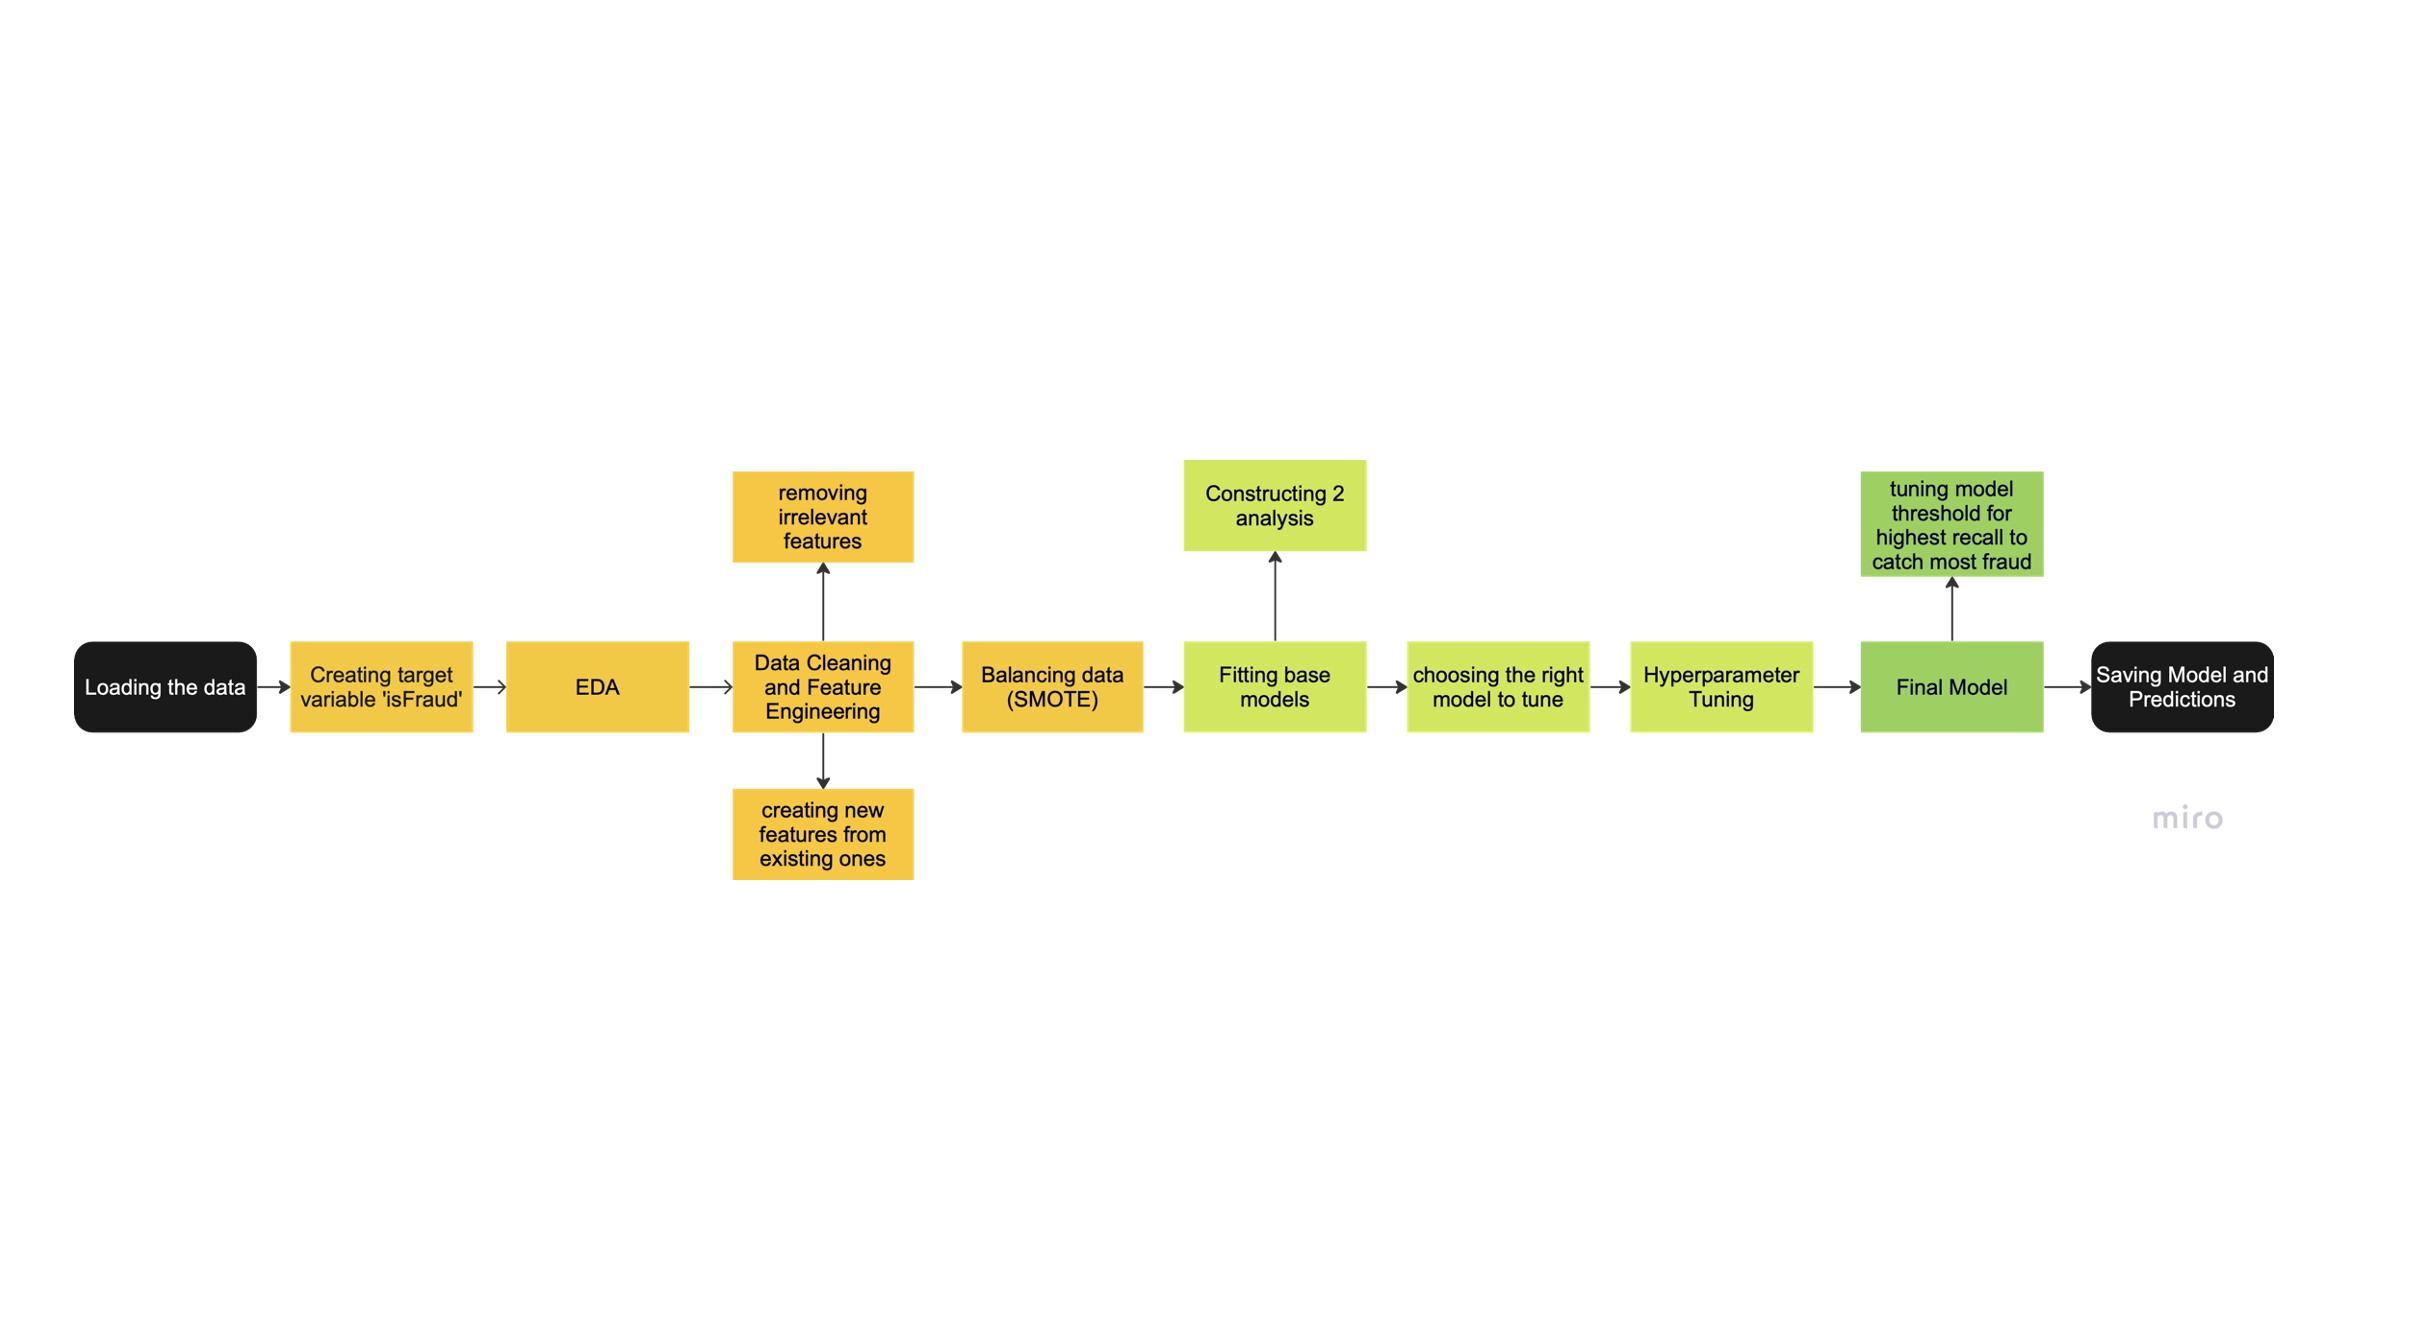 removing
irrelevant
features
Constructing 2
analysis
tuning model
threshold for
highest recall to
catch most fraud
Loading the data
Creating target
variable 'isFraud'
EDA
Data Cleaning
and Feature
Engineering
Balancing data
(SMOTE)
Fitting base
models
choosing the right
model to tune
Hyperparameter
Tuning
Final Model
Saving Model and
Predictions
creating new
features from
existing ones
miro